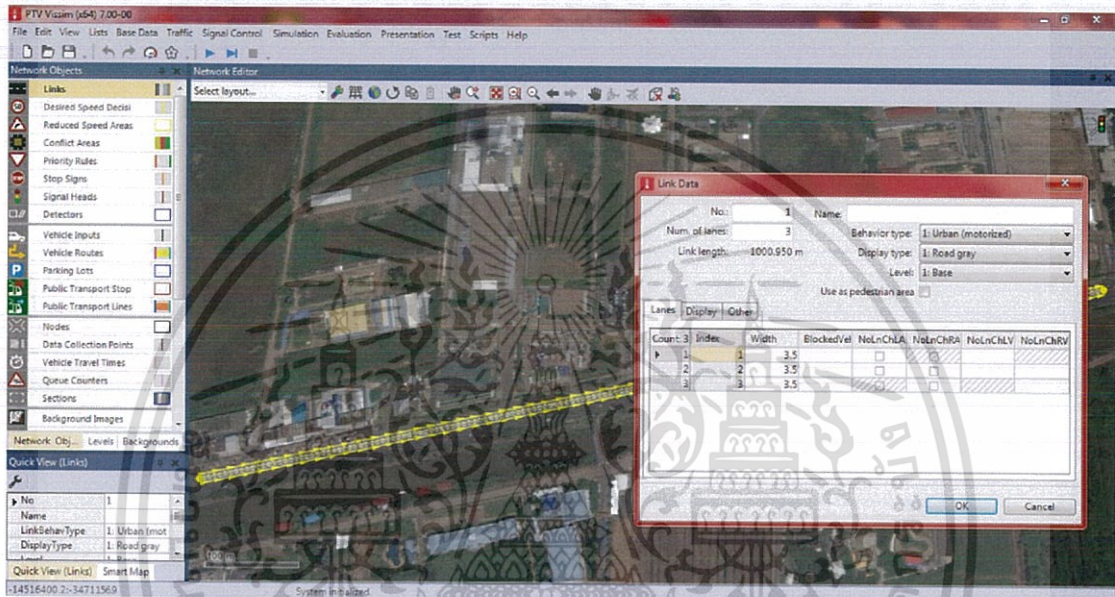 PTV Vissim (x64) 7.00-00
File Edit View Lists Base Data Traffic Signal Control Simulation Evaluation Presentation Test Scripts Help
Network Objects
Network Editor
Select layout...
Links
Desired Speed Decisi
Reduced Speed Areas
Conflict Areas
Priority Rules
Stop Signs
Signal Heads
Detectors
Vehicle Inputs
Vehicle Routes
Parking Lots
Public Transport Stop
Public Transport Lines
Nodes
Data Collection Points
Vehicle Travel Times
Queue Counters
Sections
Background Images
Network Obj... Levels Backgrounds
Quick View (Links)
No 1
Name
LinkBehavType 1: Urban (mot
DisplayType 1: Road gray
Quick View (Links) Smart Map
-14516400.2:-3471156.9
System initialized.
100 m
Link Data
No.: 1 Name:
Num. of lanes: 3 Behavior type: 1: Urban (motorized)
Link length: 1000.950 m Display type: 1: Road gray
Level: 1: Base
Use as pedestrian area
Lanes Display Other
Count: 3 Index Width BlockedVel NoLnChLA NoLnChRA NoLnChLV NoLnChRV
1 1 3.5
2 2 3.5
3 3 3.5
OK Cancel